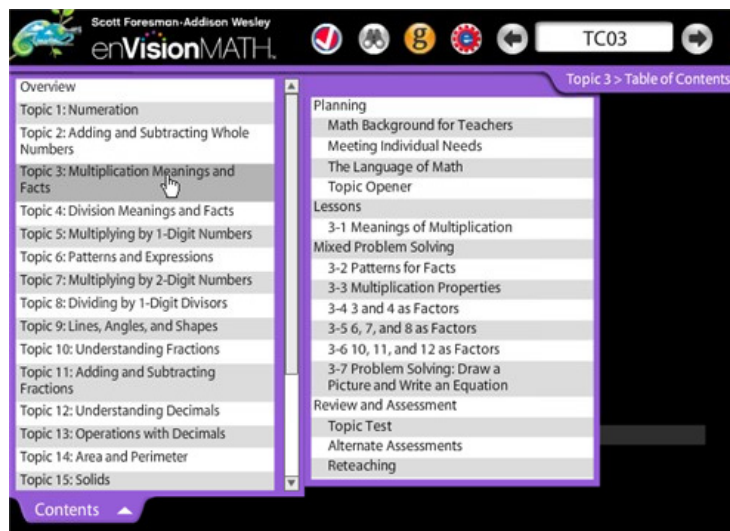 Scott Foresman-Addison Wesley
enVisionMATH.
g
e
TC03
Topic 3 > Table of Contents
Overview
Topic 1: Numeration
Topic 2: Adding and Subtracting Whole
Numbers
Topic 3: Multiplication Meanings and
Facts
Topic 4: Division Meanings and Facts
Topic 5: Multiplying by 1-Digit Numbers
Topic 6: Patterns and Expressions
Topic 7: Multiplying by 2-Digit Numbers
Topic 8: Dividing by 1-Digit Divisors
Topic 9: Lines, Angles, and Shapes
Topic 10: Understanding Fractions
Topic 11: Adding and Subtracting
Fractions
Topic 12: Understanding Decimals
Topic 13: Operations with Decimals
Topic 14: Area and Perimeter
Topic 15: Solids
Planning
Math Background for Teachers
Meeting Individual Needs
The Language of Math
Topic Opener
Lessons
3-1 Meanings of Multiplication
Mixed Problem Solving
3-2 Patterns for Facts
3-3 Multiplication Properties
3-4 3 and 4 as Factors
3-5 6, 7, and 8 as Factors
3-6 10, 11, and 12 as Factors
3-7 Problem Solving: Draw a
Picture and Write an Equation
Review and Assessment
Topic Test
Alternate Assessments
Reteaching
Contents